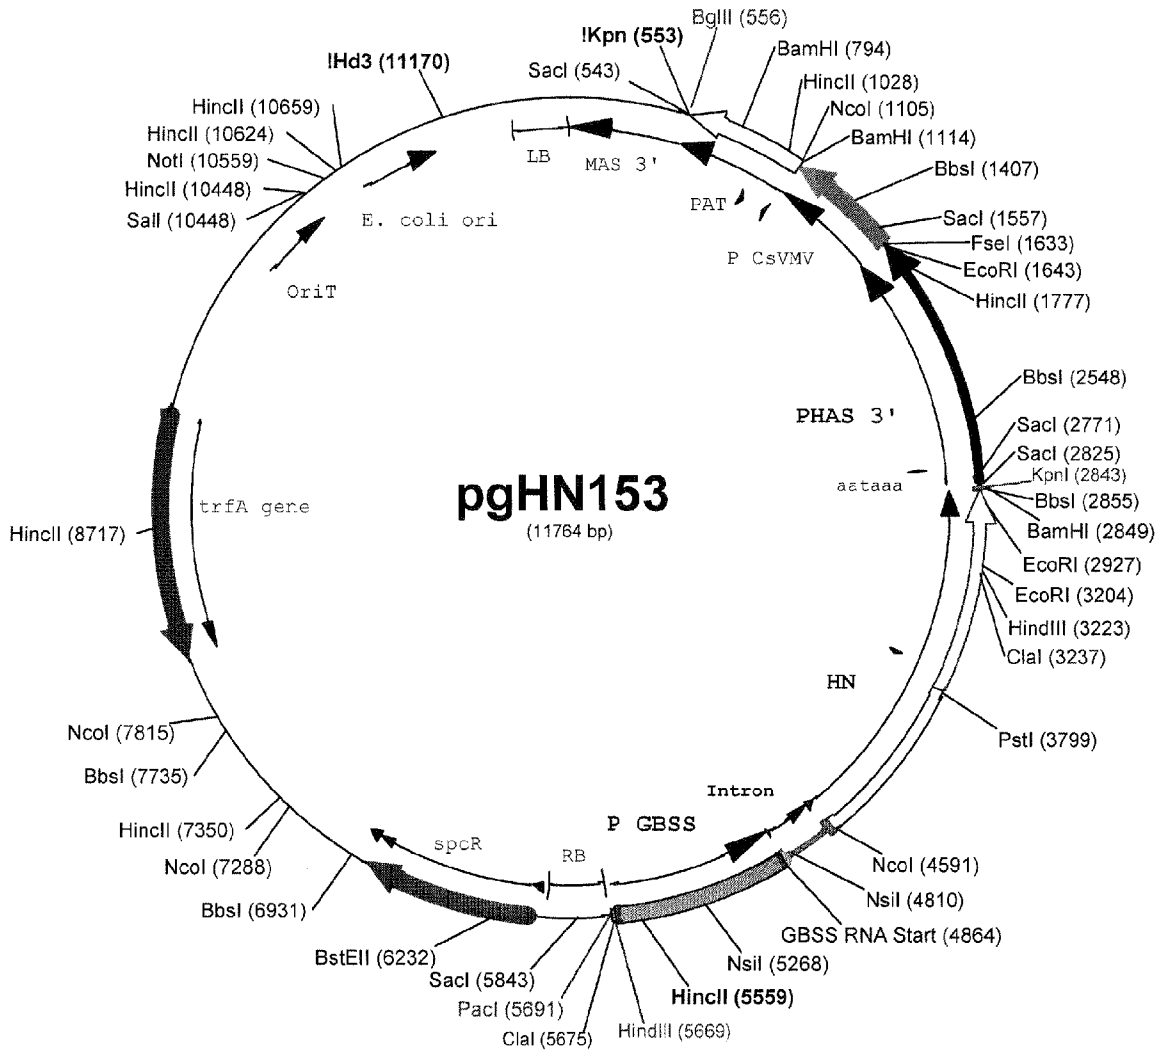 BglII (556)
!Kpn (553)
BamHI (794)
!Hd3 (11170)
SacI (543)
HincII (1028)
HincII (10659)
NcoI (1105)
HincII (10624)
BamHI (1114)
NotI (10559)
LB
MAS 3'
BbsI (1407)
HincII (10448)
PAT
SalI (10448)
E. coli ori
SacI (1557)
FseI (1633)
P CsVMV
EcoRI (1643)
OriT
HincII (1777)
BbsI (2548)
PHAS 3'
SacI (2771)
SacI (2825)
KpnI (2843)
aataaa
pgHN153
BbsI (2855)
trfA gene
(11764 bp)
BamHI (2849)
HincII (8717)
EcoRI (2927)
EcoRI (3204)
HindIII (3223)
ClaI (3237)
HN
NcoI (7815)
PstI (3799)
BbsI (7735)
Intron
HincII (7350)
P GBSS
spcR
RB
NcoI (7288)
NcoI (4591)
NsiI (4810)
BbsI (6931)
GBSS RNA Start (4864)
BstEII (6232)
NsiI (5268)
SacI (5843)
HincII (5559)
PacI (5691)
ClaI (5675)
HindIII (5669)